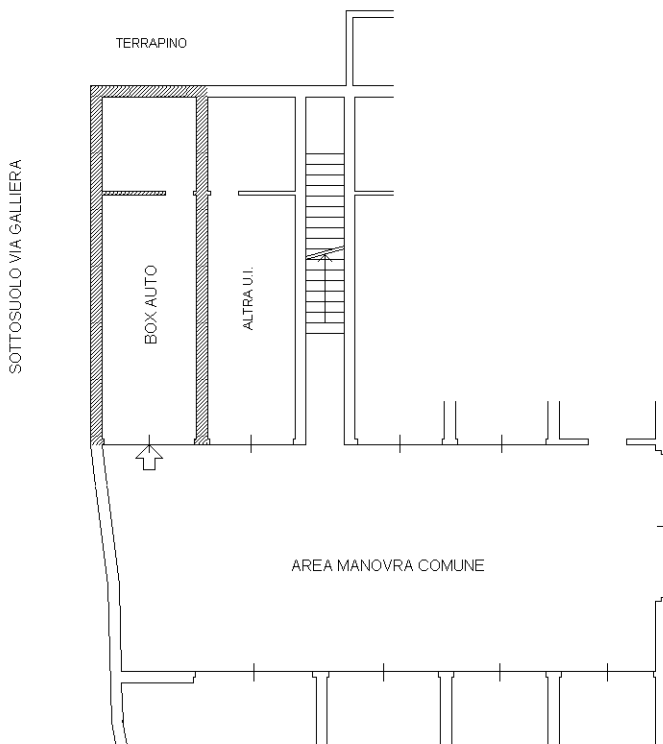 TERRAPINO
SOTTOSUOLO VIA GALLIERA
BOX AUTO
ALTRA U.I.
AREA MANOVRA COMUNE